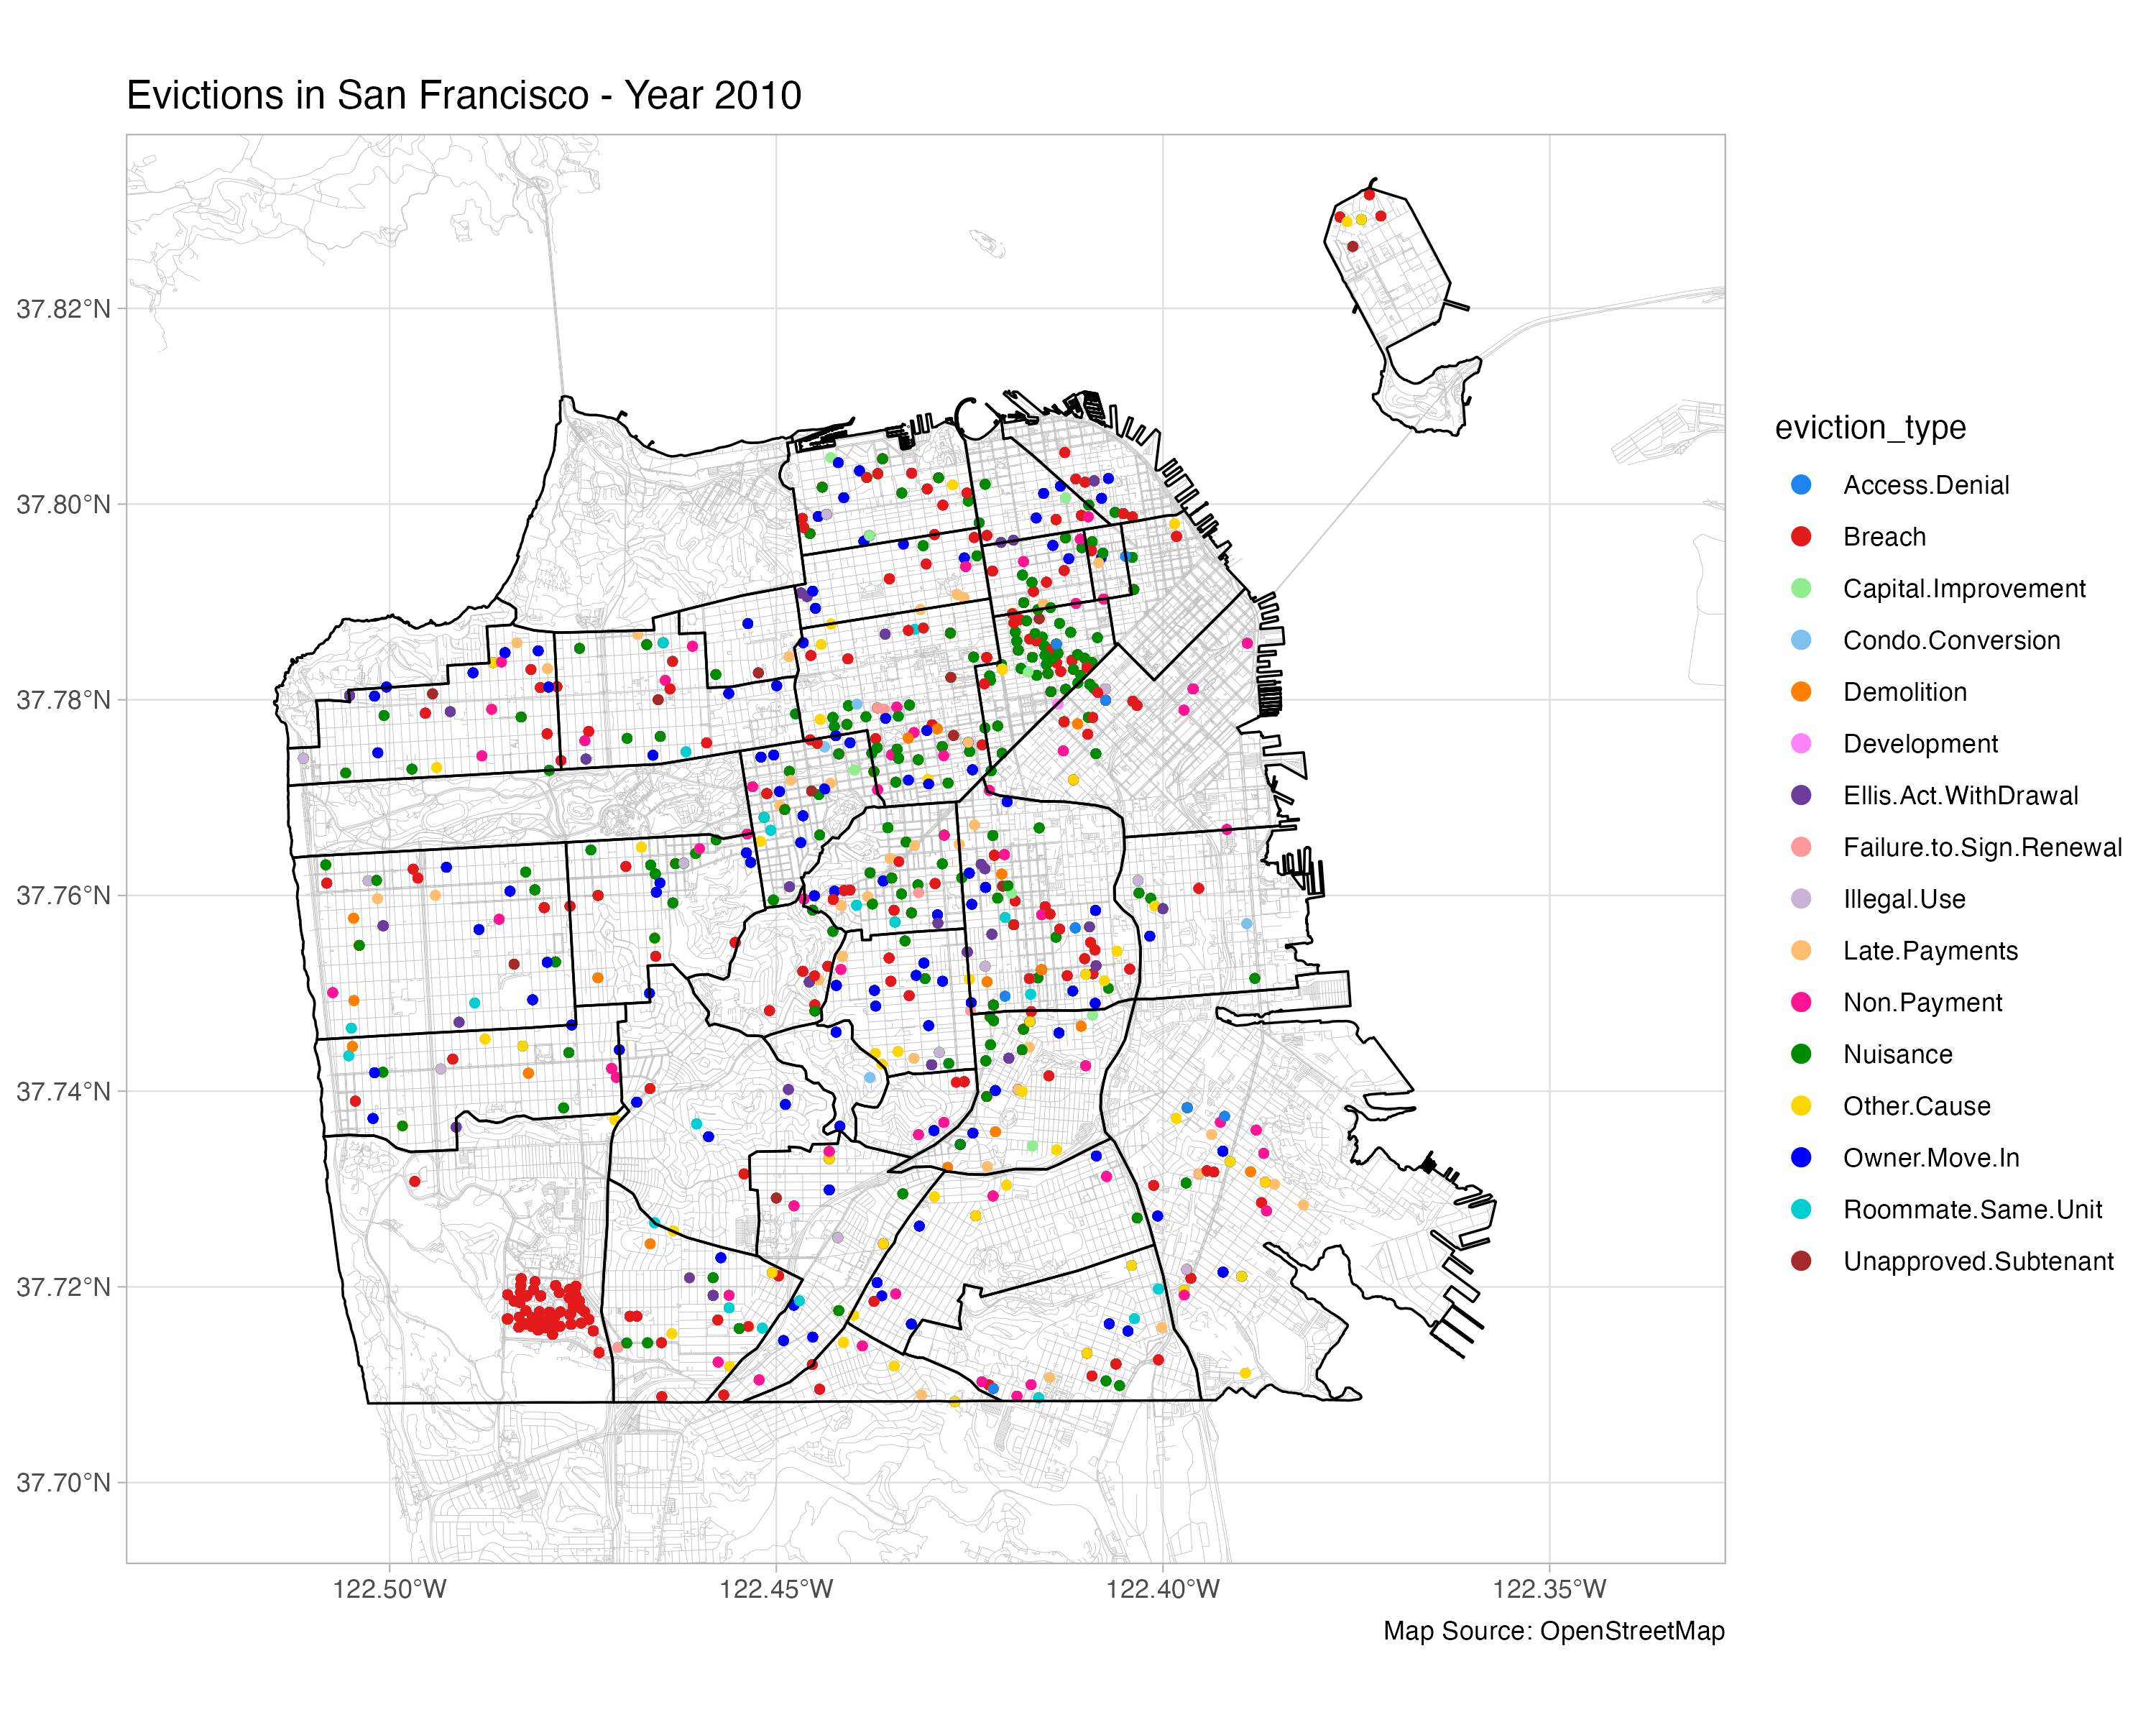 Evictions in San Francisco - Year 2010
37.82°N
37.80°N
37.78°N
37.76°N
37.74°N
37.72°N
37.70°N
122.50°W
122.45°W
122.40°W
122.35°W
Map Source: OpenStreetMap
eviction_type
Access.Denial
Breach
Capital.Improvement
Condo.Conversion
Demolition
Development
Ellis.Act.WithDrawal
Failure.to.Sign.Renewal
Illegal.Use
Late.Payments
Non.Payment
Nuisance
Other.Cause
Owner.Move.In
Roommate.Same.Unit
Unapproved.Subtenant